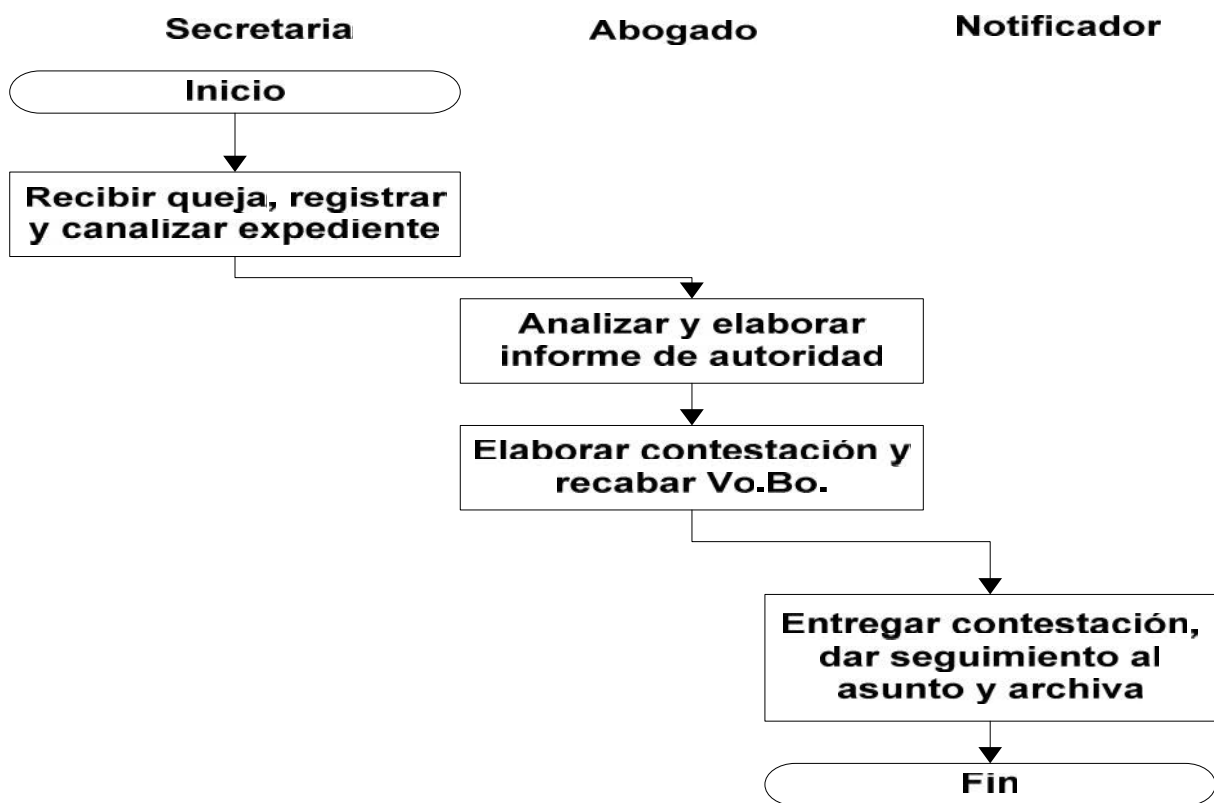 Secretaria
Abogado
Notificador
Inicio
Recibir queja, registrar
y canalizar expediente
Analizar y elaborar
informe de autoridad
Elaborar contestación y
recabar Vo.Bo.
Entregar contestación,
dar seguimiento al
asunto y archiva
Fin